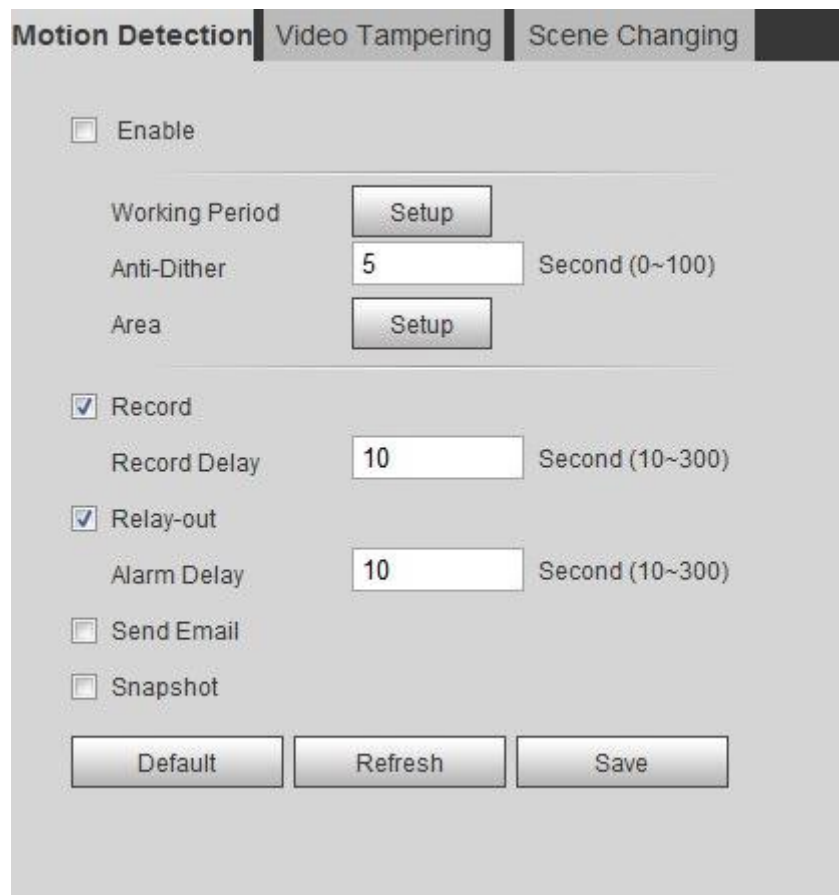 Motion Detection Video Tampering Scene Changing
Enable
Working Period Setup
Anti-Dither 5 Second (0~100)
Area Setup
Record
Record Delay 10 Second (10~300)
Relay-out
Alarm Delay 10 Second (10~300)
Send Email
Snapshot
Default Refresh Save